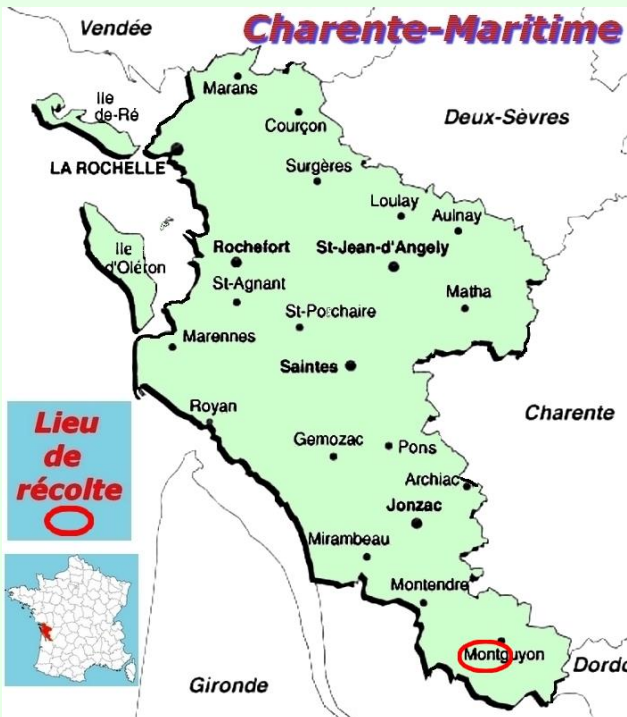 Vendée
Charente-Maritime
Marans
Ile
de-Ré
Courçon
Deux-Sèvres
LA ROCHELLE
Surgères
Loulay
Aulnay
Ile
d'Oléron
Rochefort
St-Jean-d'Angely
St-Agnant
Matha
St-Porchaire
Marennes
Saintes
Royan
Charente
Lieu
de
récolte
Gemozac
Pons
Archiac
Jonzac
Mirambeau
Montendre
Montguyon
Dordo
Gironde